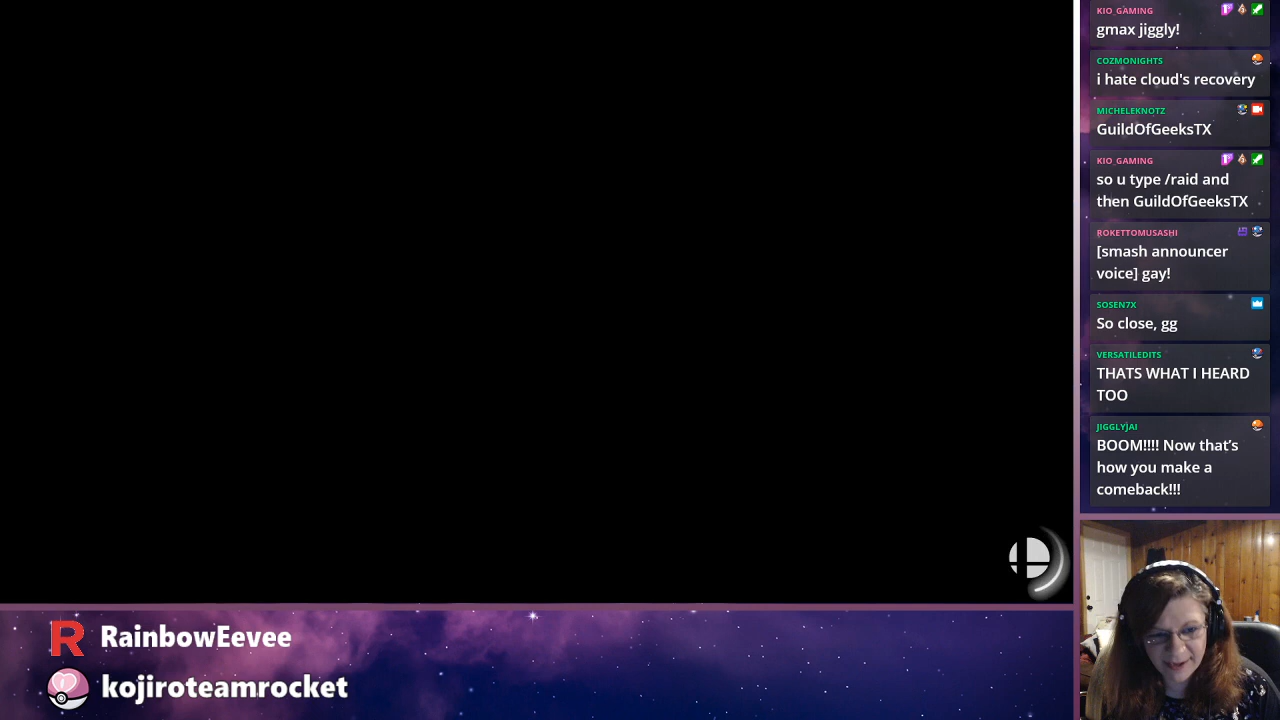 KIO_GAMING
gmax jiggly!
COZMONIGHTS
i hate cloud's recovery
MICHELEKNOTZ
GuildOfGeeksTX
KIO_GAMING
so u type /raid and
then GuildOfGeeksTX
ROKETTOMUSASHI
[smash announcer
voice] gay!
SOSEN7X
So close, gg
VERSATILEDITS
THATS WHAT I HEARD
TOO
JIGGLYJAI
BOOM!!!! Now that's
how you make a
comeback!!!
R RainbowEevee
kojiroteamrocket